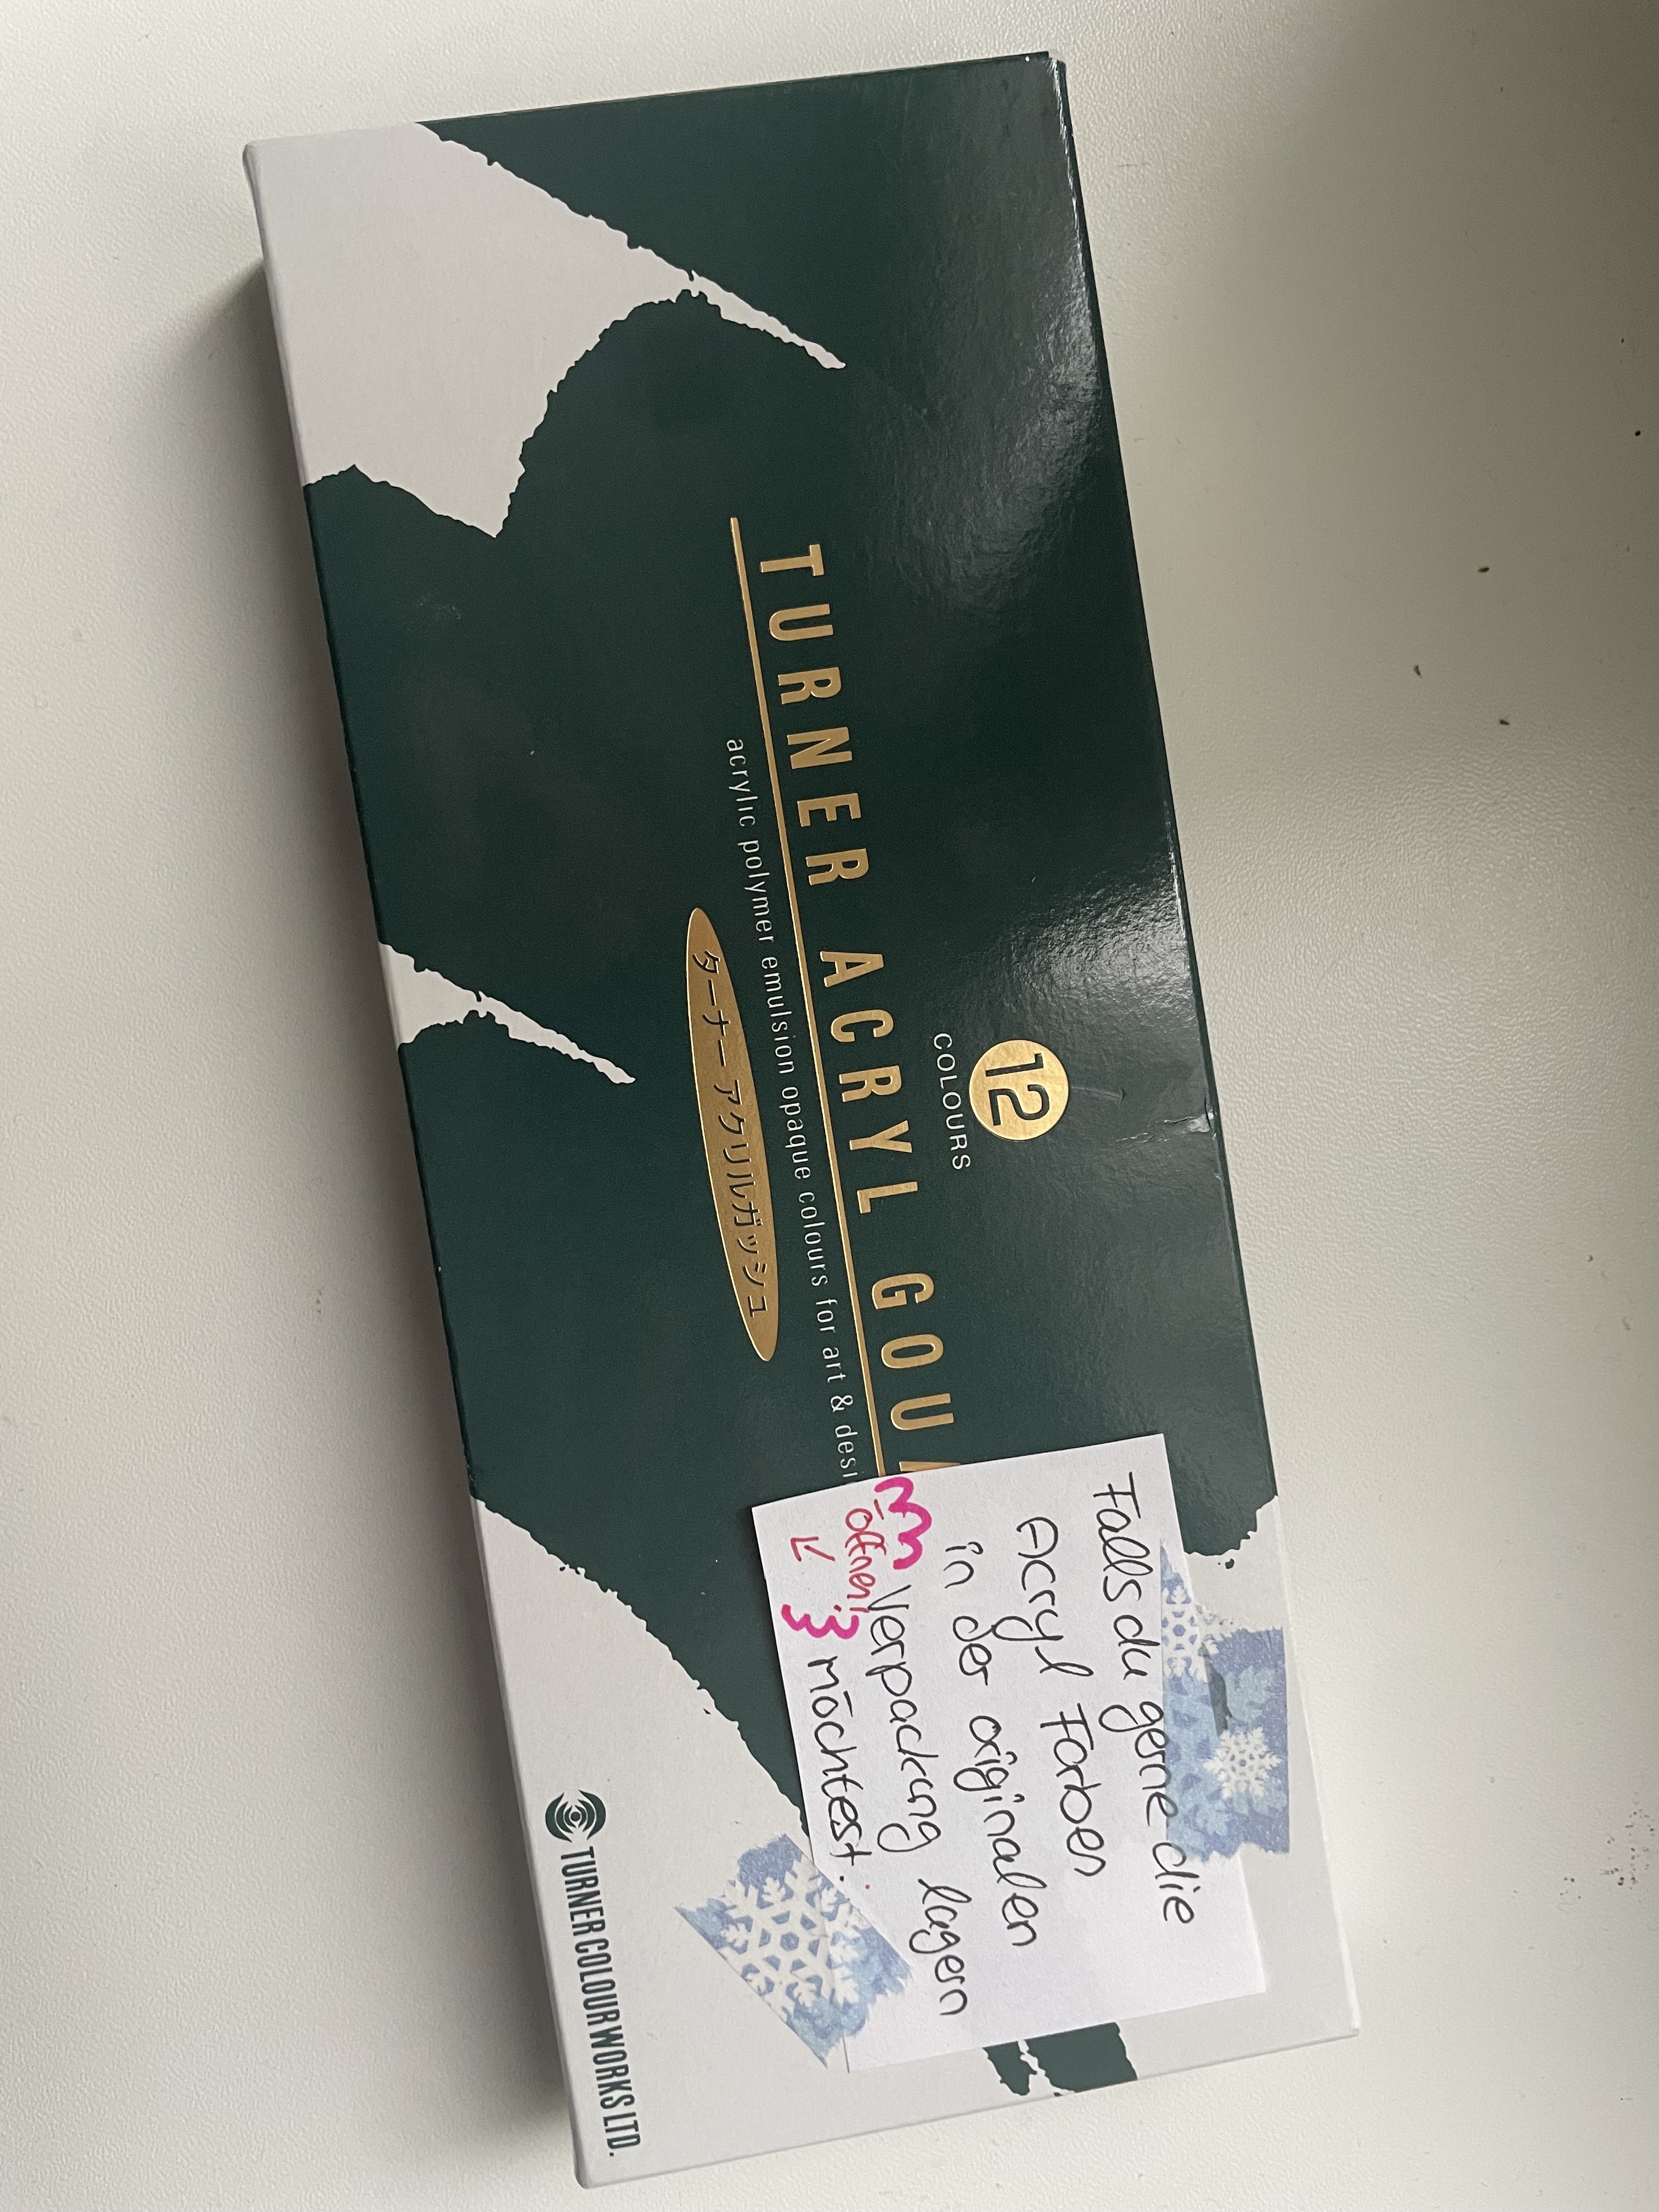 12
COLOURS
TURNER ACRYL GOUA
acrylic polymer emulsion opaque colours for art & desi
ターナー アクリルガッシュ
Falls du gerne die
Acryl Farben
in der originalen
Verpackung lagern
möchtest.
öffnen!
TURNER COLOUR WORKS LTD.